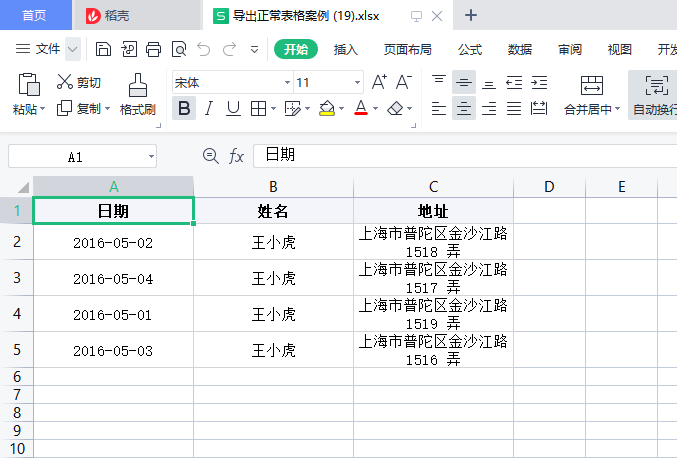 首页 稻壳 S 导出正常表格案例 (19).xlsx
文件 开始 插入 页面布局 公式 数据 审阅 视图 开发
粘贴 剪切 复制 格式刷 宋体 11 A+ A- B I U A 合并居中 自动换行
A1 fx 日期
A B C D E
1 日期 姓名 地址
2 2016-05-02 王小虎 上海市普陀区金沙江路
1518 弄
3 2016-05-04 王小虎 上海市普陀区金沙江路
1517 弄
4 2016-05-01 王小虎 上海市普陀区金沙江路
1519 弄
5 2016-05-03 王小虎 上海市普陀区金沙江路
1516 弄
6
7
8
9
10